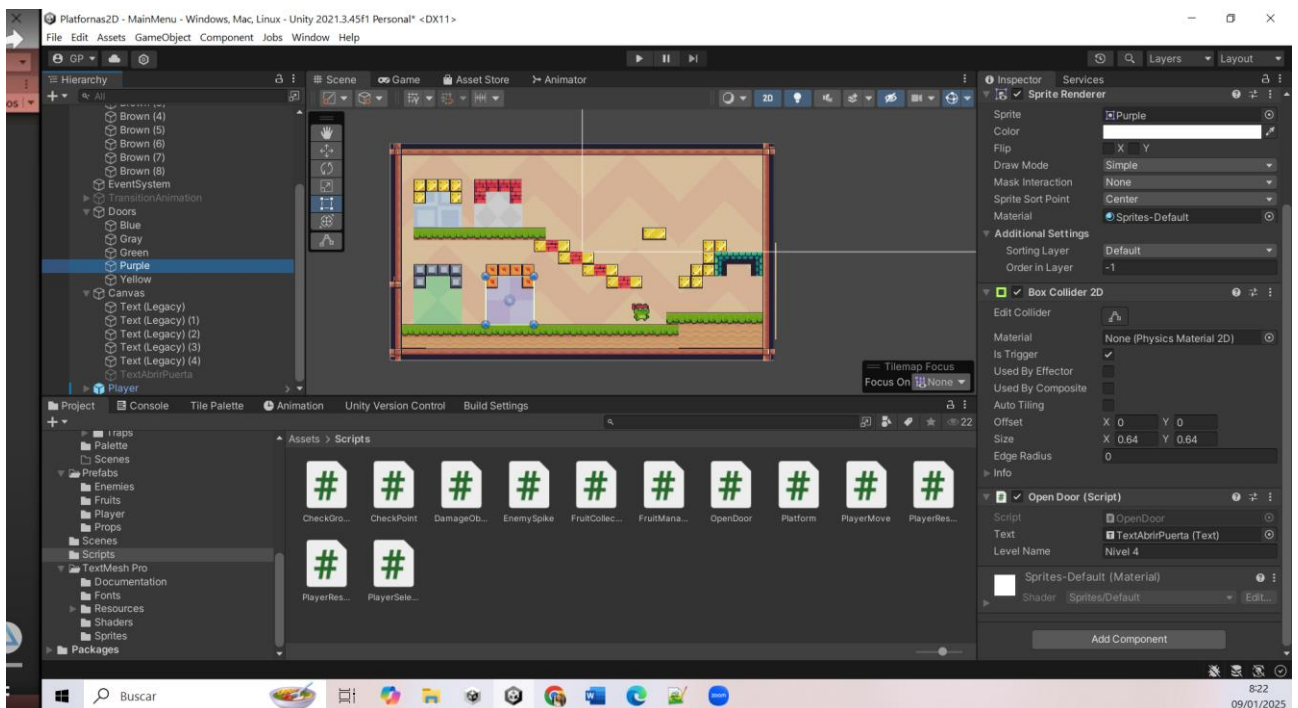 Platfornas2D - MainMenu - Windows, Mac, Linux - Unity 2021.3.45f1 Personal* <DX11>
File Edit Assets GameObject Component Jobs Window Help
GP
Layers Layout
Hierarchy
All
Brown (4)
Brown (5)
Brown (6)
Brown (7)
Brown (8)
EventSystem
TransitionAnimation
Doors
Blue
Gray
Green
Purple
Yellow
Canvas
Text (Legacy)
Text (Legacy) (1)
Text (Legacy) (2)
Text (Legacy) (3)
Text (Legacy) (4)
TextAbrirPuerta
Player
Scene Game Asset Store Animator
2D
Tilemap Focus
Focus On None
Inspector Services
Sprite Renderer
Sprite Purple
Color
Flip X Y
Draw Mode Simple
Mask Interaction None
Sprite Sort Point Center
Material Sprites-Default
Additional Settings
Sorting Layer Default
Order in Layer -1
Box Collider 2D
Edit Collider
Material None (Physics Material 2D)
Is Trigger
Used By Effector
Used By Composite
Auto Tiling
Offset X 0 Y 0
Size X 0.64 Y 0.64
Edge Radius 0
Info
Open Door (Script)
Script OpenDoor
Text TextAbrirPuerta (Text)
Level Name Nivel 4
Sprites-Default (Material)
Shader Sprites/Default Edit...
Add Component
Project Console Tile Palette Animation Unity Version Control Build Settings
22
Traps
Palette
Scenes
Prefabs
Enemies
Fruits
Player
Props
Scenes
Scripts
TextMesh Pro
Documentation
Fonts
Resources
Shaders
Sprites
Packages
Assets > Scripts
CheckGro... CheckPoint DamageOb... EnemySpike FruitCollec... FruitMana... OpenDoor Platform PlayerMove PlayerRes...
PlayerRes... PlayerSele...
Buscar
zoom
8:22
09/01/2025